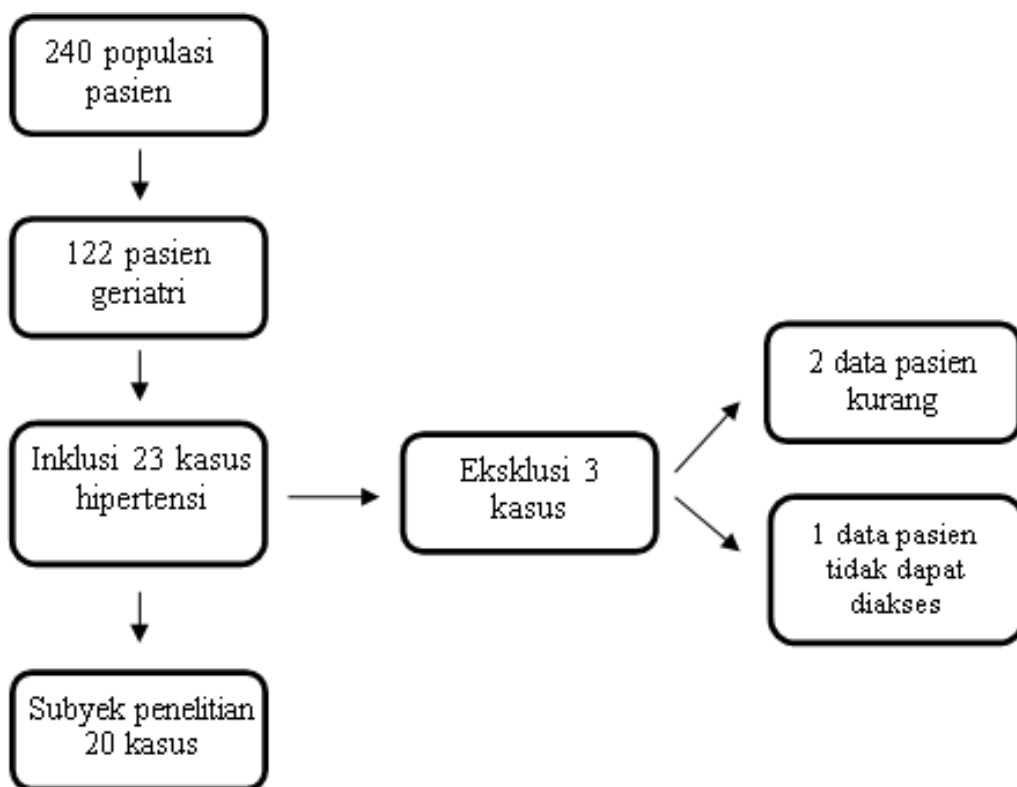 240 populasi
pasien
122 pasien
geriatri
Inklusi 23 kasus
hipertensi
Eksklusi 3
kasus
2 data pasien
kurang
1 data pasien
tidak dapat
diakses
Subyek penelitian
20 kasus